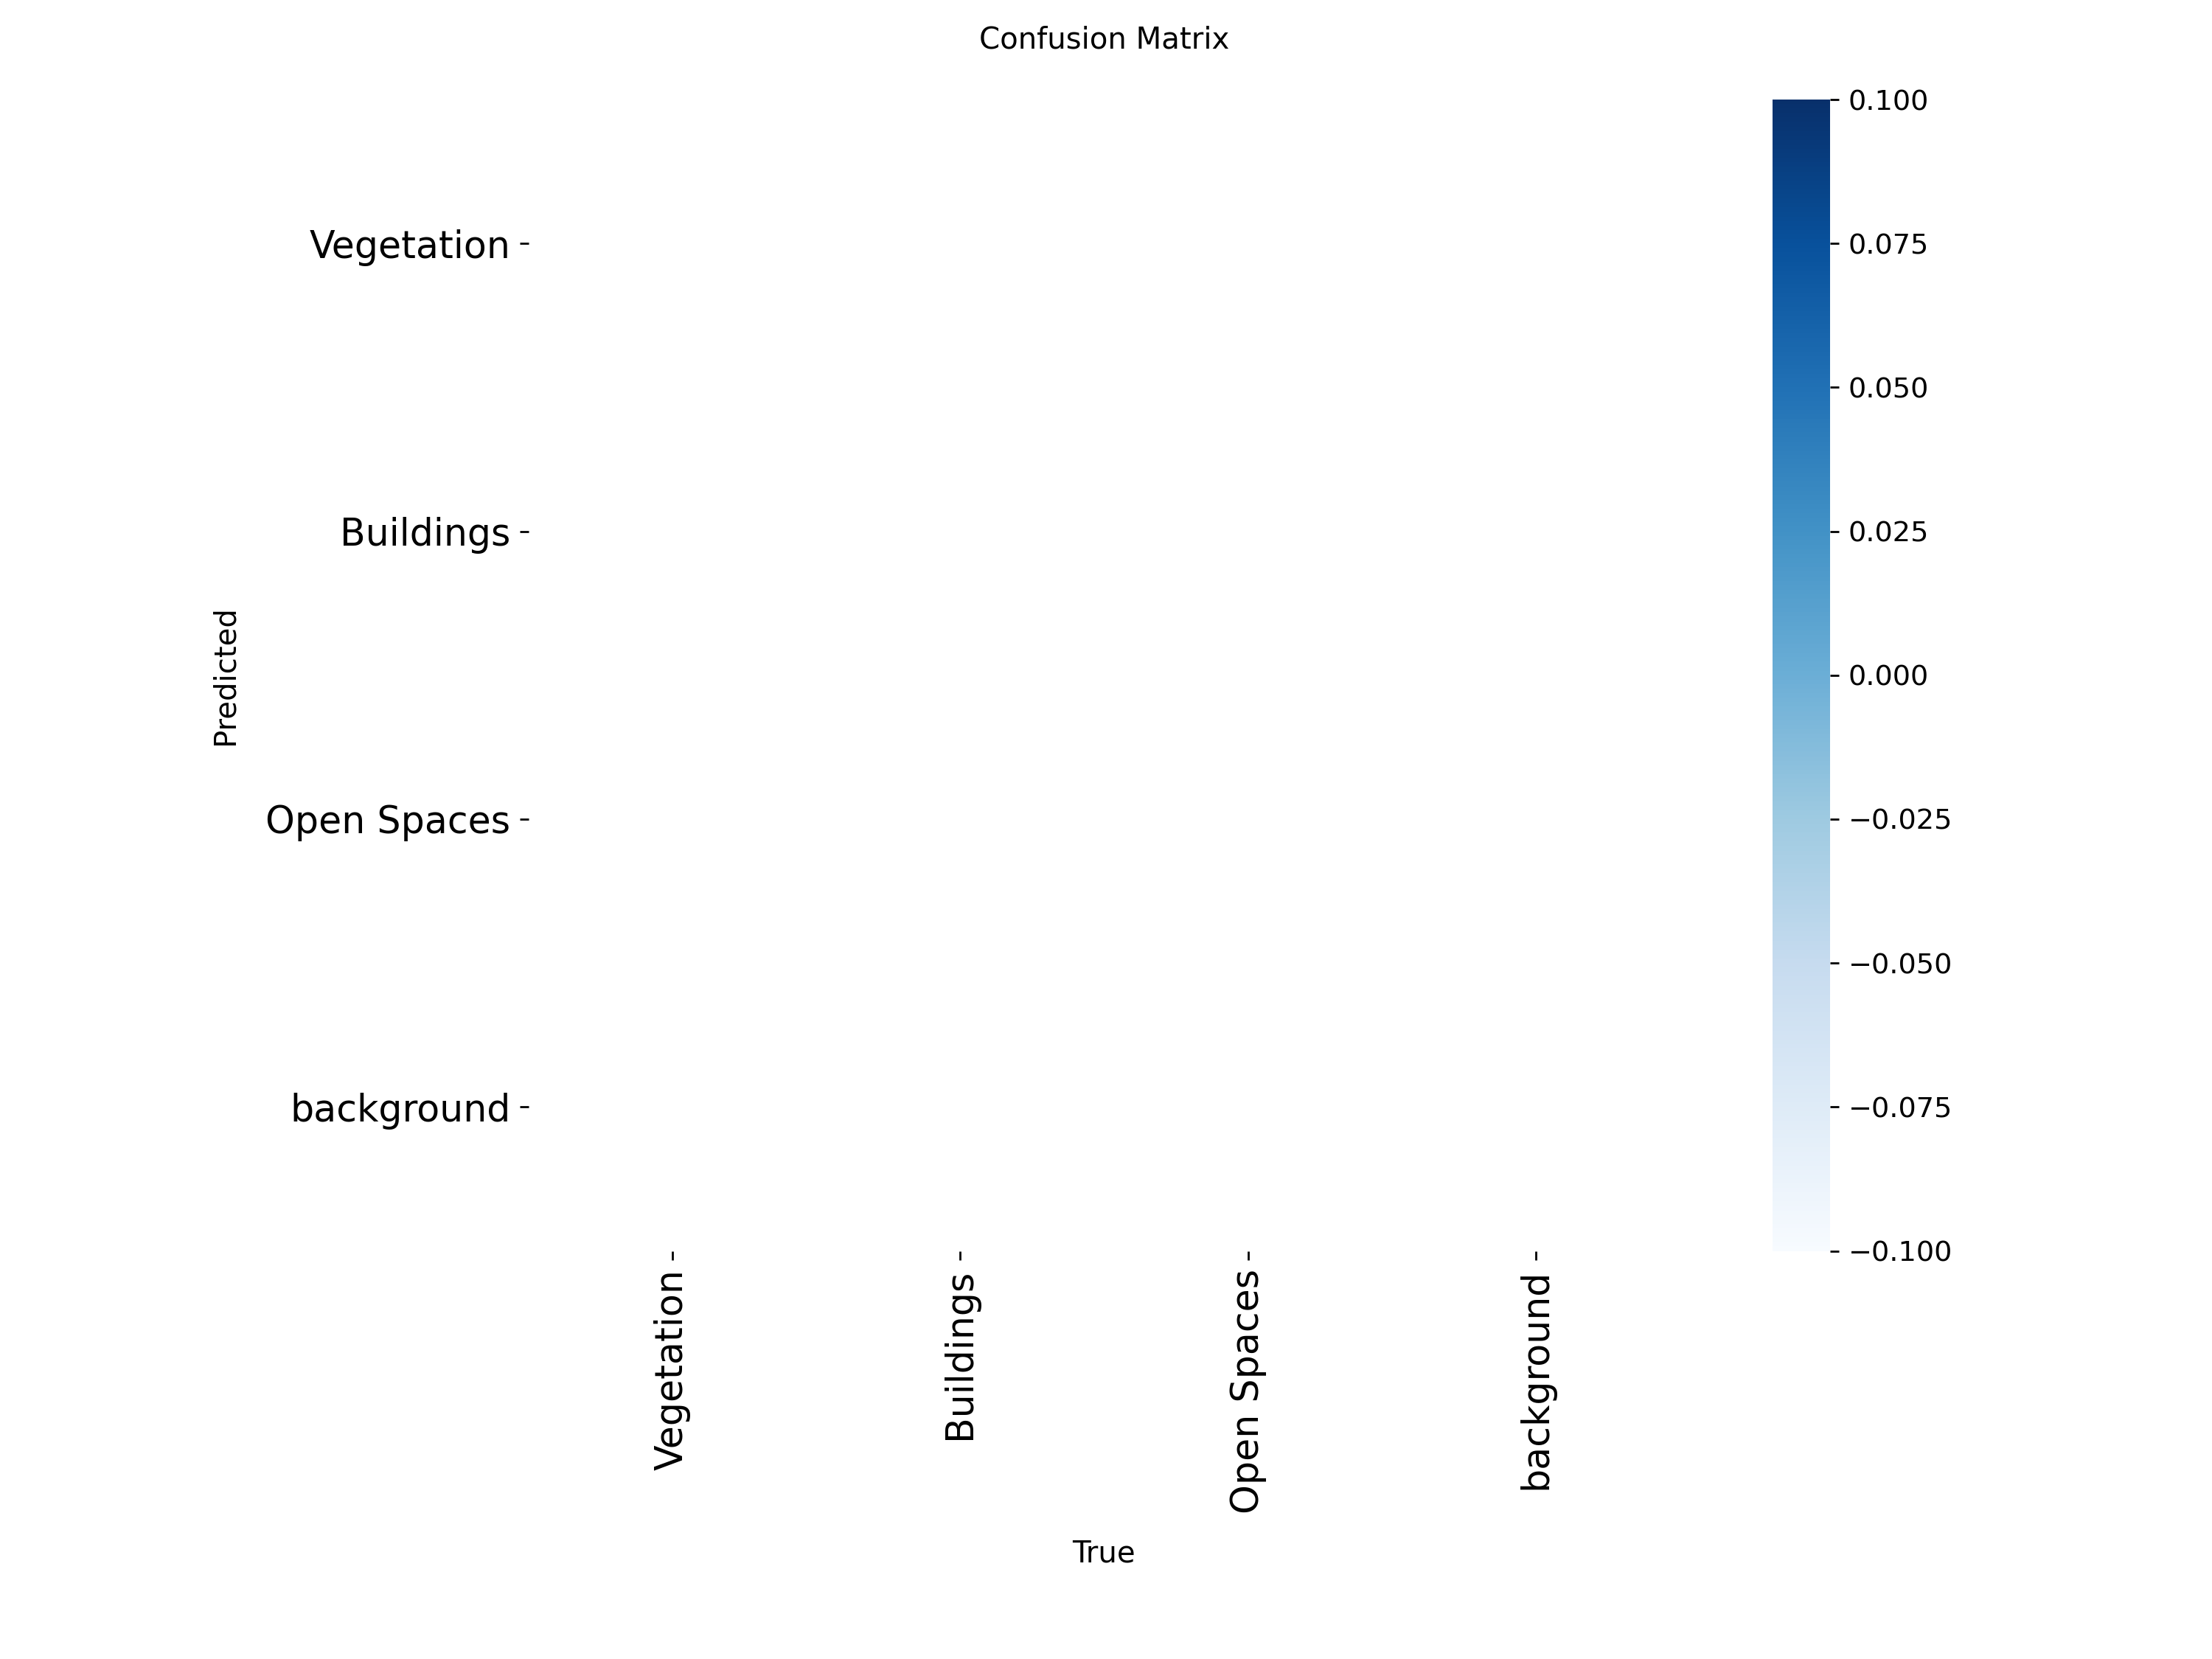 Confusion Matrix
Vegetation
Buildings
Open Spaces
background
Predicted
Vegetation
Buildings
Open Spaces
background
True
0.100
0.075
0.050
0.025
0.000
−0.025
−0.050
−0.075
−0.100